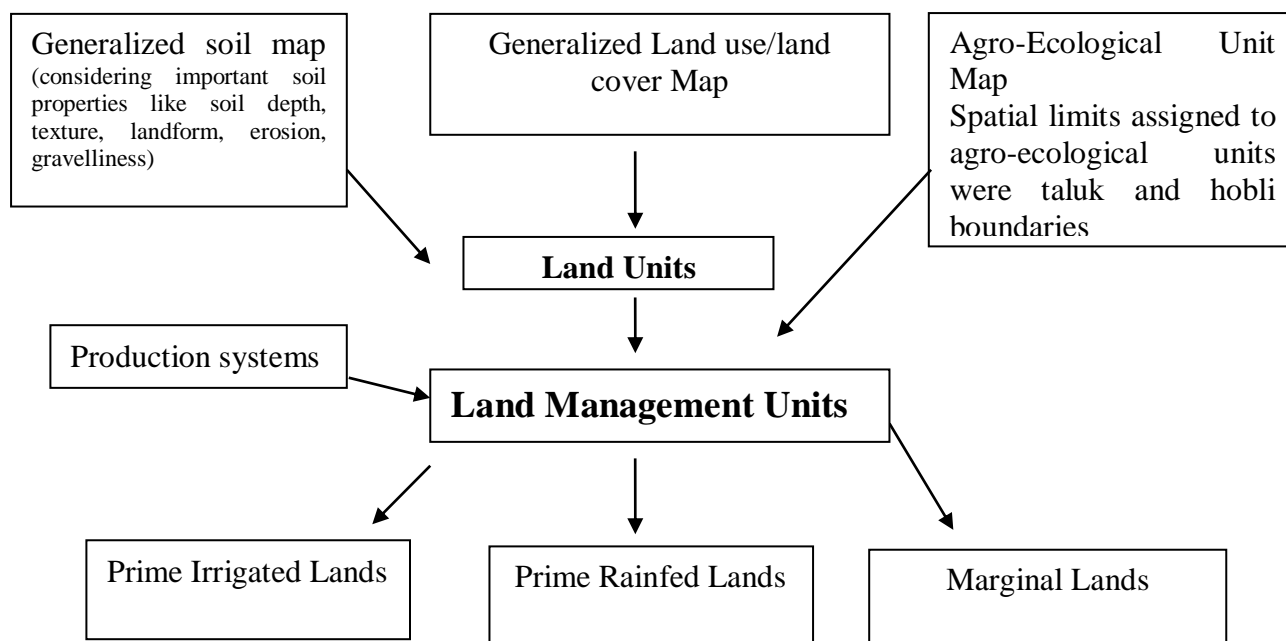 Generalized soil map
(considering important soil
properties like soil depth,
texture, landform, erosion,
gravelliness)
Generalized Land use/land
cover Map
Agro-Ecological Unit
Map
Spatial limits assigned to
agro-ecological units
were taluk and hobli
boundaries
Land Units
Production systems
Land Management Units
Prime Irrigated Lands
Prime Rainfed Lands
Marginal Lands